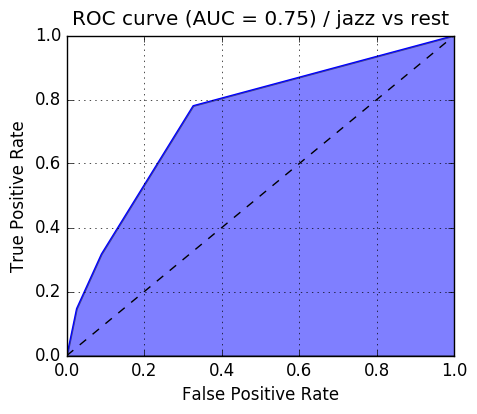 ROC curve (AUC = 0.75) / jazz vs rest
1.0
0.8
0.6
0.4
0.2
0.0
True Positive Rate
0.0 0.2 0.4 0.6 0.8 1.0
False Positive Rate